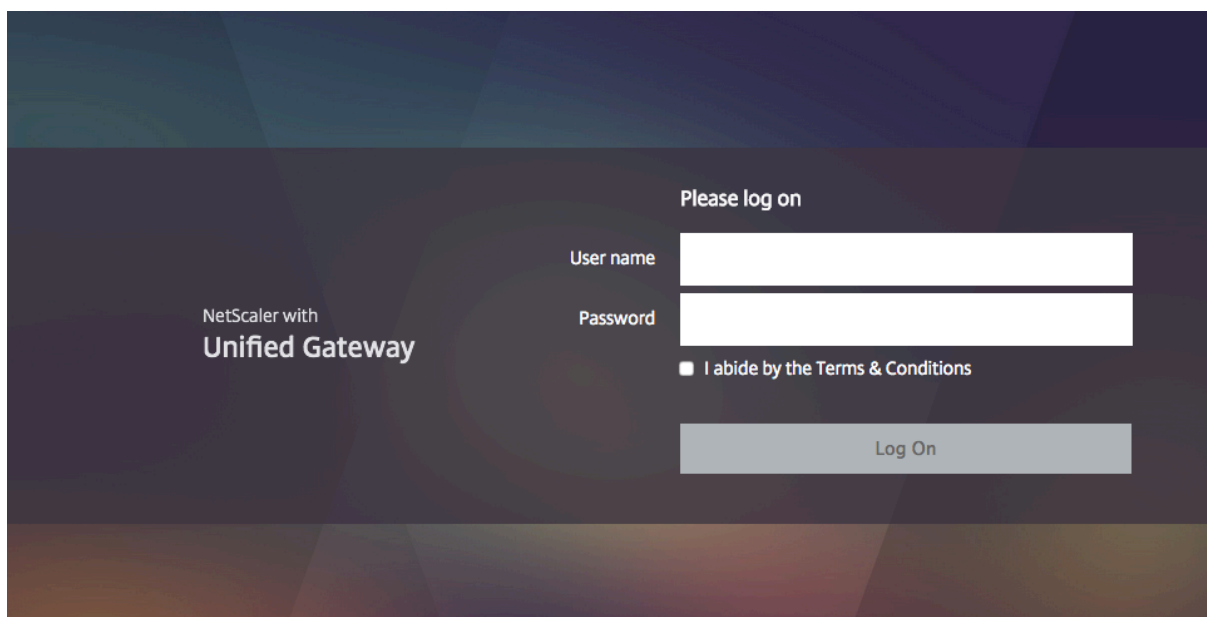 Please log on
User name
NetScaler with
Unified Gateway
Password
I abide by the Terms & Conditions
Log On